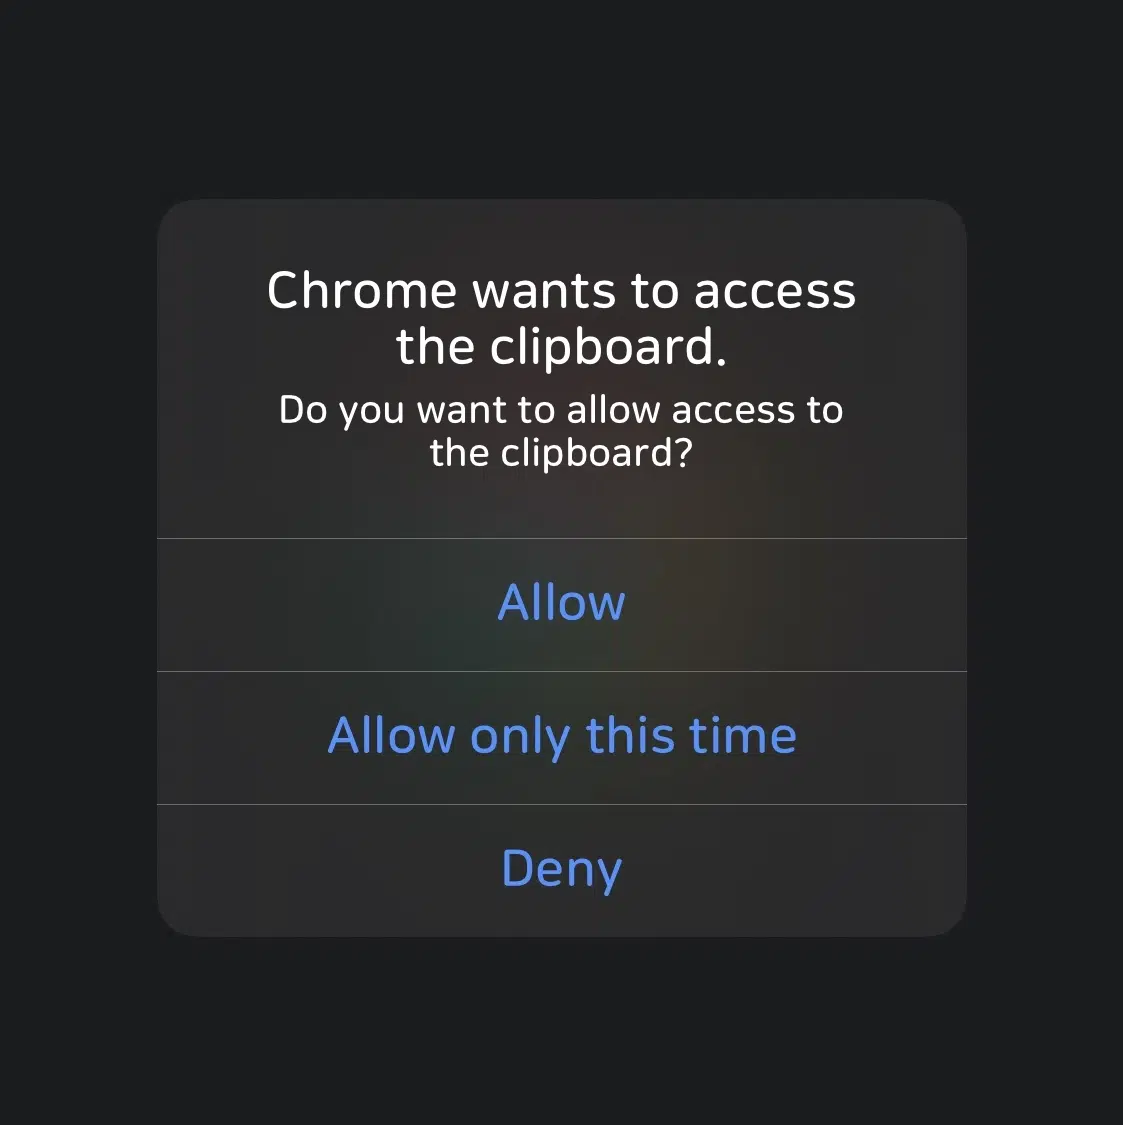 Chrome wants to access
the clipboard.
Do you want to allow access to
the clipboard?
Allow
Allow only this time
Deny